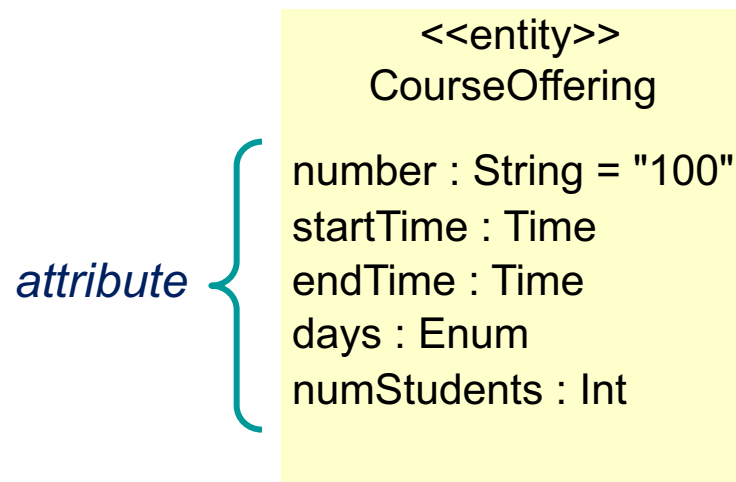 <<entity>>
CourseOffering
number : String = "100"
startTime : Time
attribute
endTime : Time
days : Enum
numStudents : Int